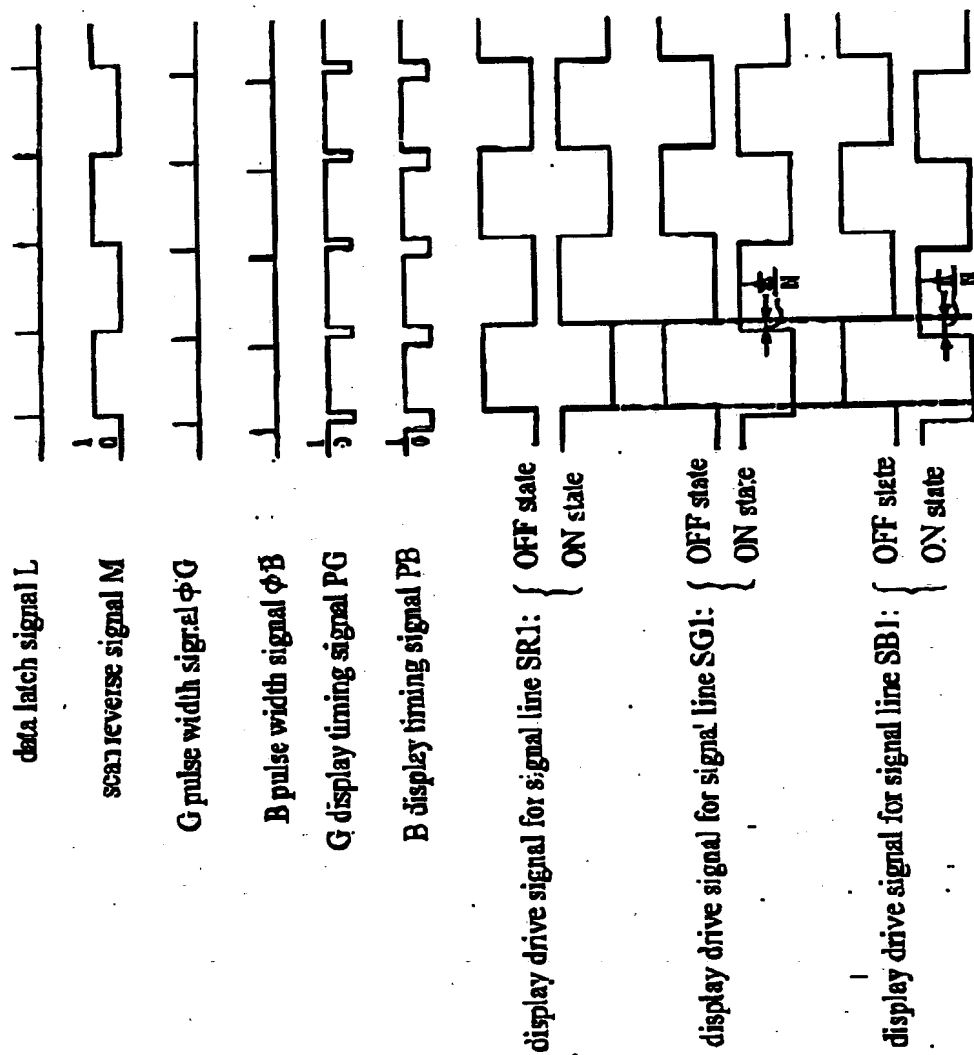 data latch signal L
scan reverse signal M
1
0
G pulse width signal ΦG
B pulse width signal ΦB
G display timing signal PG
1
0
B display timing signal PB
1
0
display drive signal for signal line SR1: { OFF state
ON state
display drive signal for signal line SG1: { OFF state
ON state
display drive signal for signal line SB1: { OFF state
ON state